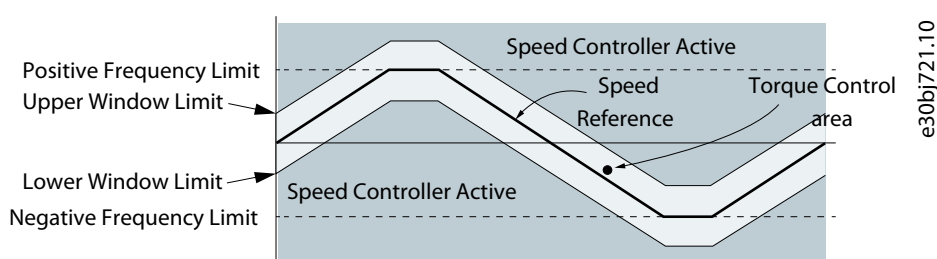 Speed Controller Active
Positive Frequency Limit
Upper Window Limit
Speed
Reference
Torque Control
area
Lower Window Limit
Speed Controller Active
Negative Frequency Limit
e30bj721.10